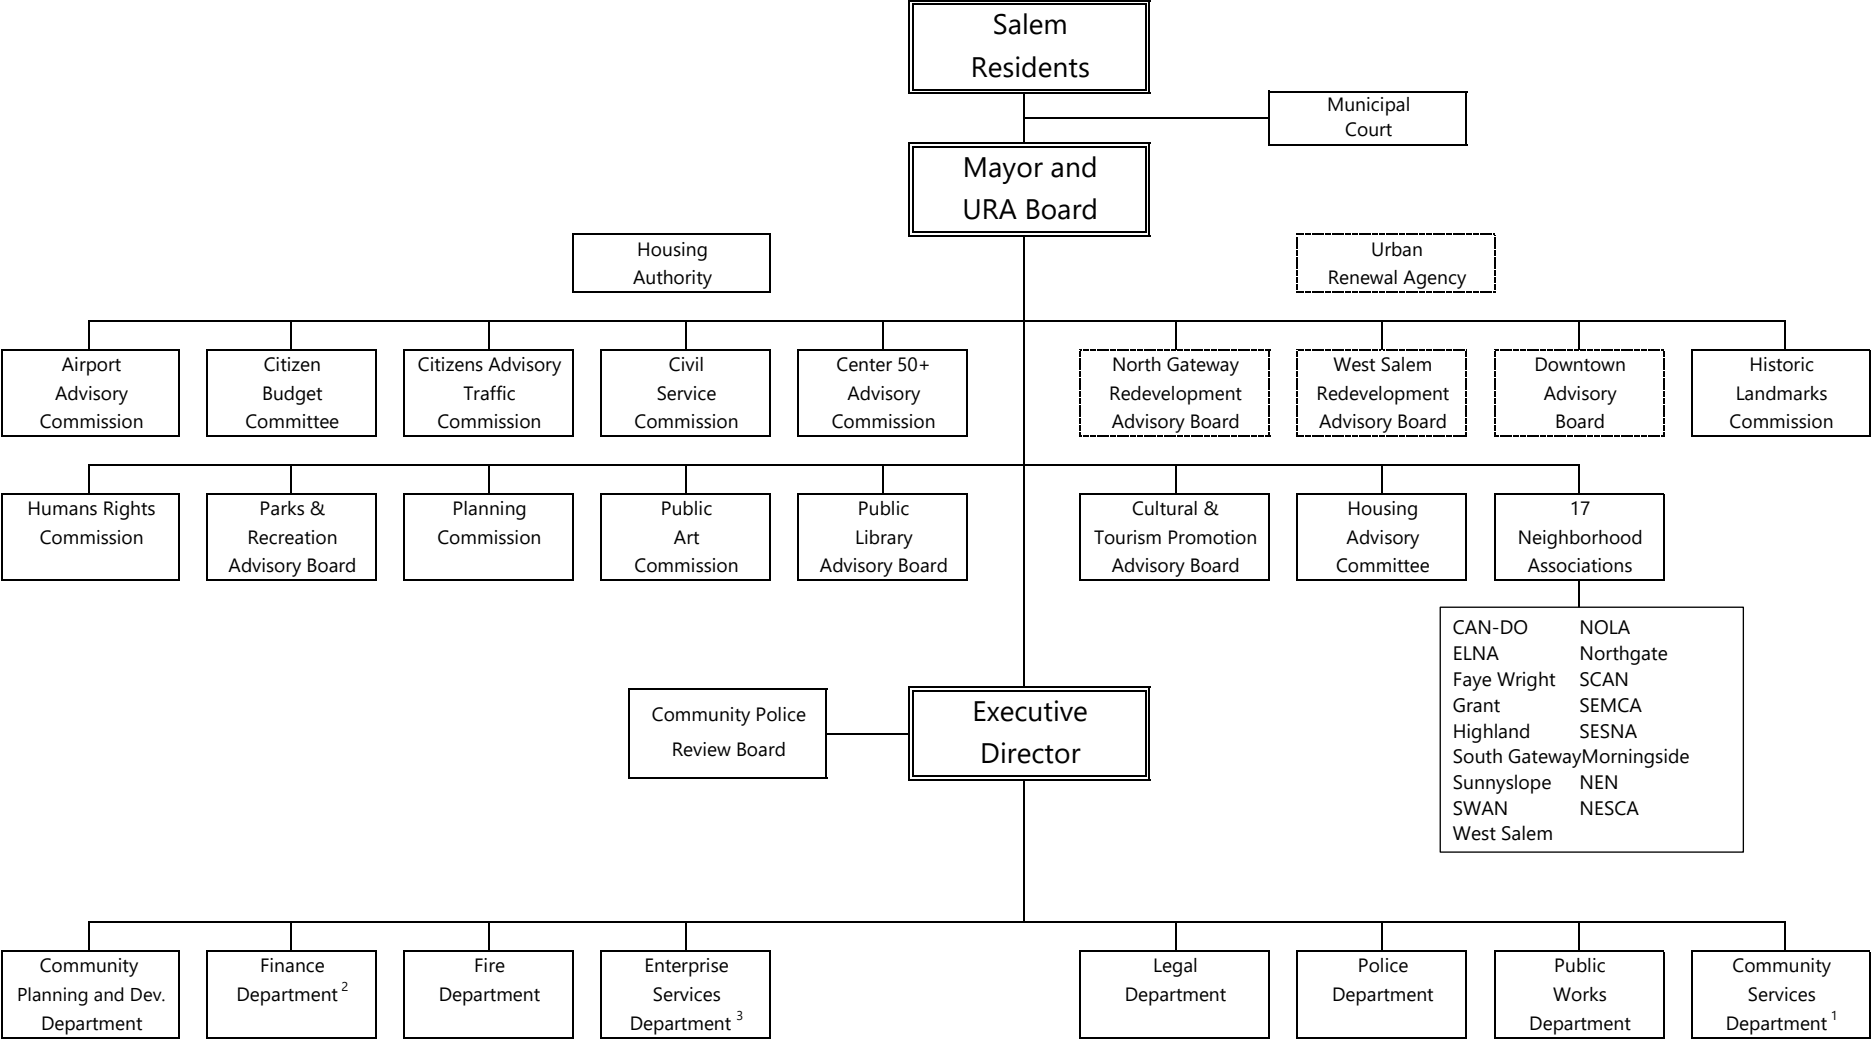 Salem
Residents
Municipal
Court
Mayor and
URA Board
Housing
Authority
Urban
Renewal Agency
Airport
Advisory
Commission
Citizen
Budget
Committee
Citizens Advisory
Traffic
Commission
Civil
Service
Commission
Center 50+
Advisory
Commission
North Gateway
Redevelopment
Advisory Board
West Salem
Redevelopment
Advisory Board
Downtown
Advisory
Board
Historic
Landmarks
Commission
Humans Rights
Commission
Parks &
Recreation
Advisory Board
Planning
Commission
Public
Art
Commission
Public
Library
Advisory Board
Cultural &
Tourism Promotion
Advisory Board
Housing
Advisory
Committee
17
Neighborhood
Associations
CAN-DO NOLA
ELNA Northgate
Faye Wright SCAN
Grant SEMCA
Highland SESNA
South GatewayMorningside
Sunnyslope NEN
SWAN NESCA
West Salem
Community Police
Review Board
Executive
Director
Community
Planning and Dev.
Department
Finance
Department 2
Fire
Department
Enterprise
Services
Department 3
Legal
Department
Police
Department
Public
Works
Department
Community
Services
Department 1